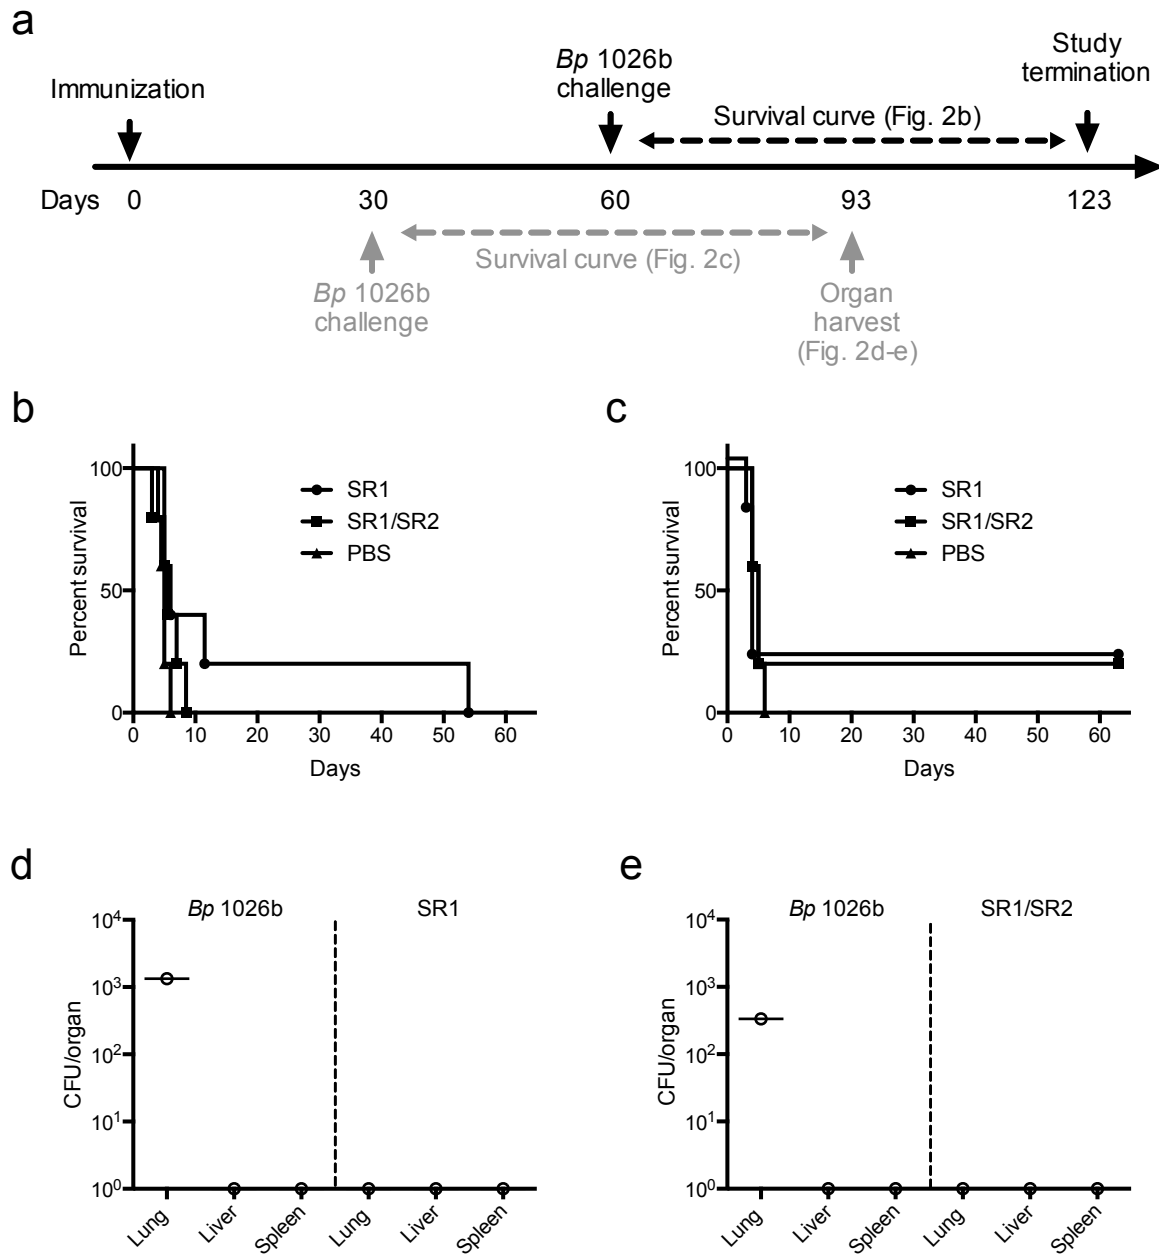 a
Immunization
Bp 1026b
challenge
Study
termination
Survival curve (Fig. 2b)
Days 0 30 60 93 123
Survival curve (Fig. 2c)
Bp 1026b
challenge
Organ
harvest
(Fig. 2d-e)
b
Percent survival
100
50
0
SR1
SR1/SR2
PBS
0 10 20 30 40 50 60
Days
c
Percent survival
100
50
0
SR1
SR1/SR2
PBS
0 10 20 30 40 50 60
Days
d
Bp 1026b SR1
CFU/organ
10⁴
10³
10²
10¹
10⁰
Lung Liver Spleen Lung Liver Spleen
e
Bp 1026b SR1/SR2
CFU/organ
10⁴
10³
10²
10¹
10⁰
Lung Liver Spleen Lung Liver Spleen